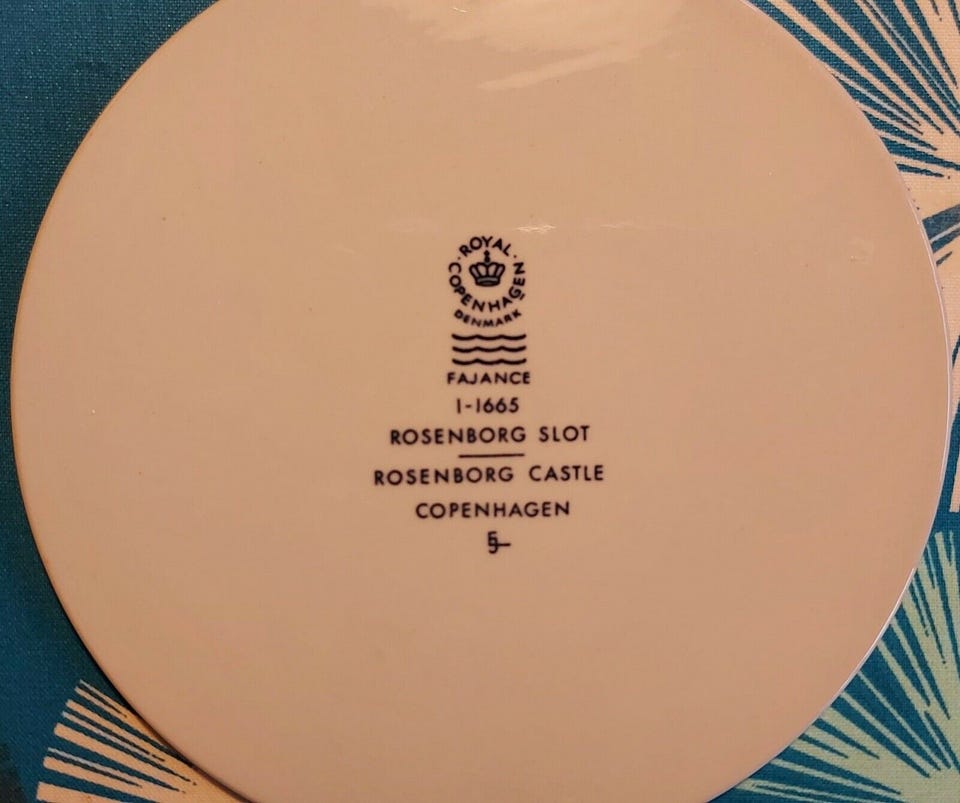 ROYAL
COPENHAGEN
DENMARK
FAJANCE
1-1665
ROSENBORG SLOT
ROSENBORG CASTLE
COPENHAGEN